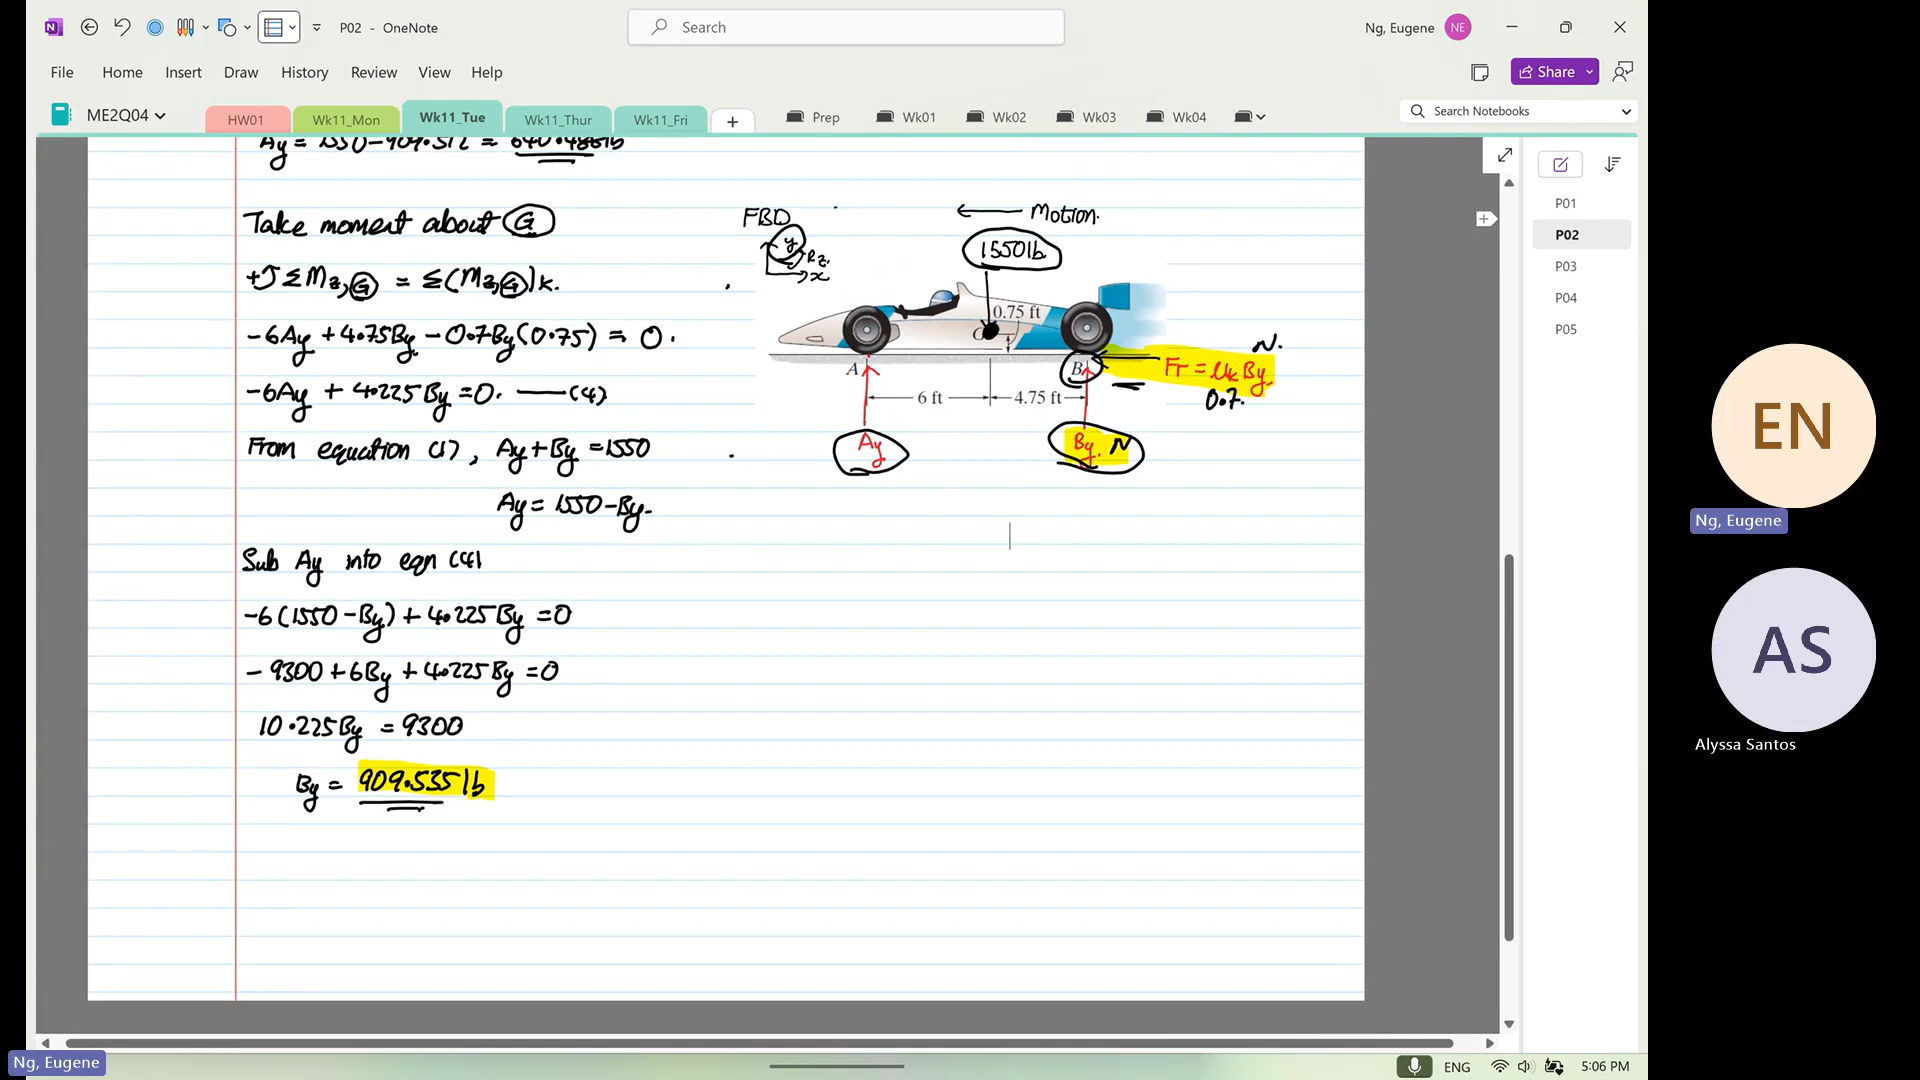 P02 - OneNote
Search
Ng, Eugene NE
File Home Insert Draw History Review View Help
Share
ME2Q04
HW01 Wk11_Mon Wk11_Tue Wk11_Thur Wk11_Fri
Prep Wk01 Wk02 Wk03 Wk04
Search Notebooks
P01
P02
P03
P04
P05
Take moment about G
+↺ΣMz,G = Σ(Mz,G)k.
-6Ay + 4.75By - 0.7By(0.75) = 0.
-6Ay + 4.225By = 0. —— (4)
From equation (1), Ay + By = 1550
Ay = 1550 - By.
Sub Ay into eqn (4)
-6(1550 - By) + 4.225By = 0
- 9300 + 6By + 4.225By = 0
10.225By = 9300
By = 909.535lb
FBD
y
Rz.
x
← Motion.
1550lb
0.75 ft
G
A
B
6 ft
4.75 ft
N.
Fr = μk By.
0.7.
Ay
By. N
EN
Ng, Eugene
AS
Alyssa Santos
Ng, Eugene
ENG
5:06 PM